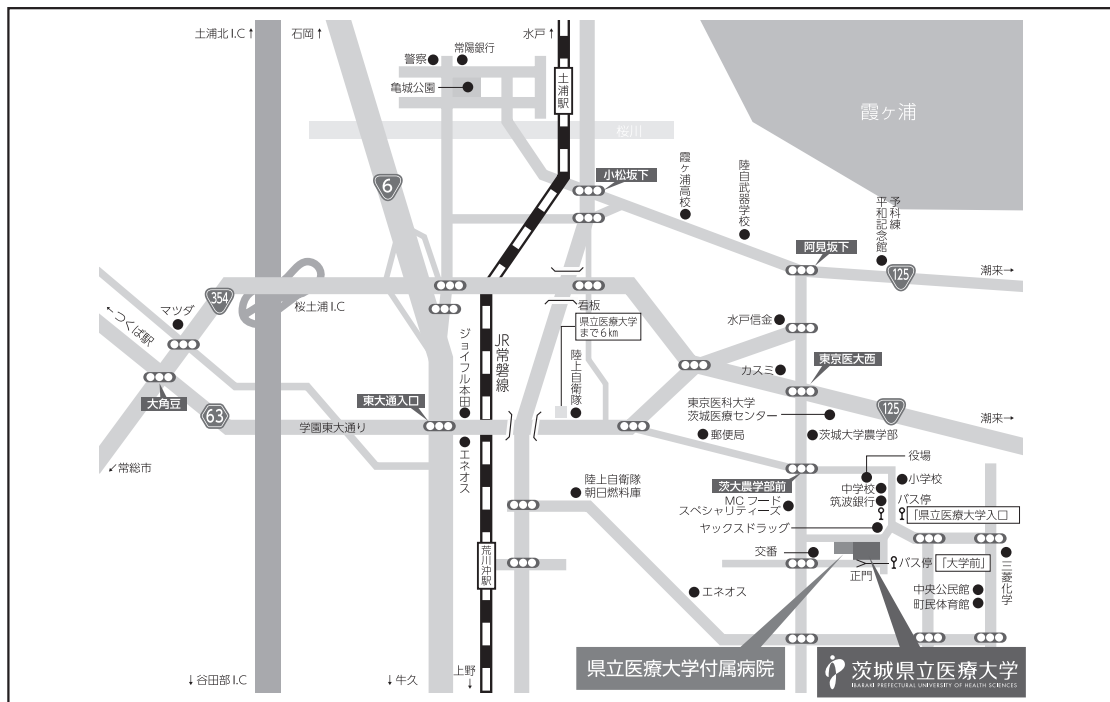 土浦北I.C↑
石岡↑
水戸↑
警察
常陽銀行
亀城公園
土浦駅
桜川
霞ヶ浦
6
小松坂下
霞ヶ浦高校
陸自武器学校
予科練
平和記念館
阿見坂下
125
潮来→
354
桜土浦I.C
←つくば駅
マツダ
看板
県立医療大学
まで6㎞
水戸信金
JR常磐線
ジョイフル本田
陸上自衛隊
カスミ
東京医大西
大角豆
63
東大通入口
学園東大通り
東京医科大学
茨城医療センター
125
潮来→
郵便局
茨城大学農学部
↙常総市
エネオス
陸上自衛隊
朝日燃料庫
茨大農学部前
役場
小学校
中学校
筑波銀行
バス停
「県立医療大学入口
MCフード
スペシャリティーズ
ヤックスドラッグ
荒川沖駅
交番
正門
バス停
「大学前」
三菱化学
エネオス
中央公民館
町民体育館
県立医療大学付属病院
茨城県立医療大学
IBARAKI PREFECTURAL UNIVERSITY OF HEALTH SCIENCES
↓谷田部I.C
↓牛久
上野
↓